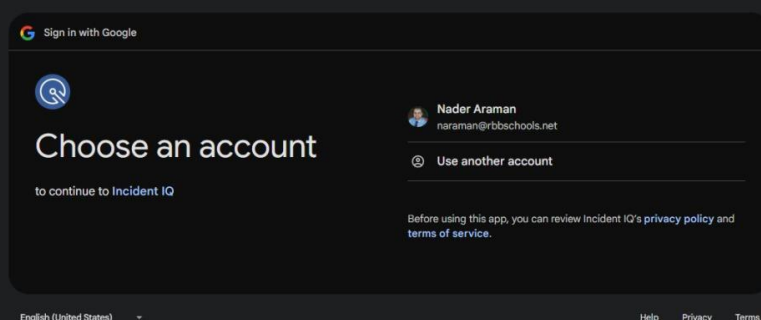 Sign in with Google
Choose an account
to continue to Incident IQ
Nader Araman
naraman@rbbschools.net
Use another account
Before using this app, you can review Incident IQ's privacy policy and
terms of service.
English (United States)
Help Privacy Terms